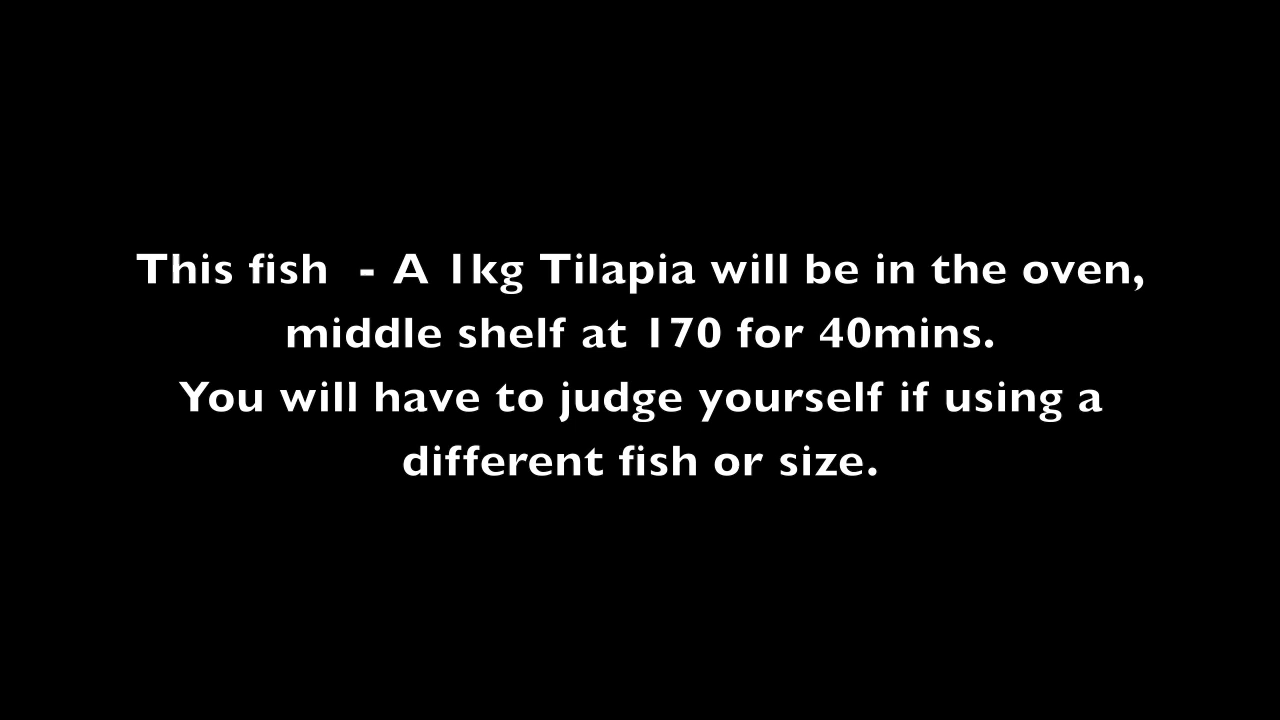 This fish  - A 1kg Tilapia will be in the oven,
middle shelf at 170 for 40mins.
You will have to judge yourself if using a
different fish or size.